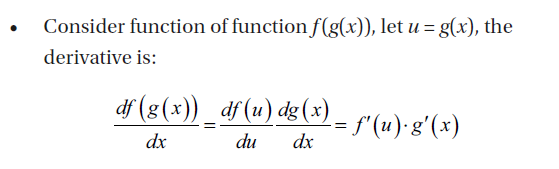 • Consider function of function f(g(x)), let u = g(x), the
derivative is:
df(g(x))/dx = df(u)/du dg(x)/dx = f'(u)·g'(x)